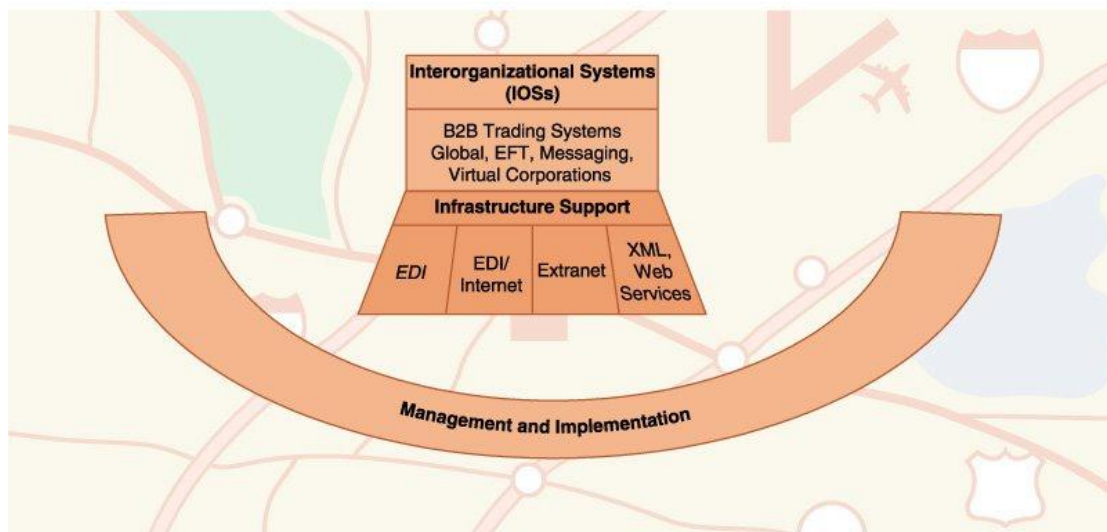 Interorganizational Systems
(IOSs)
B2B Trading Systems
Global, EFT, Messaging,
Virtual Corporations
Infrastructure Support
EDI
EDI/
Internet
Extranet
XML,
Web
Services
Management and Implementation